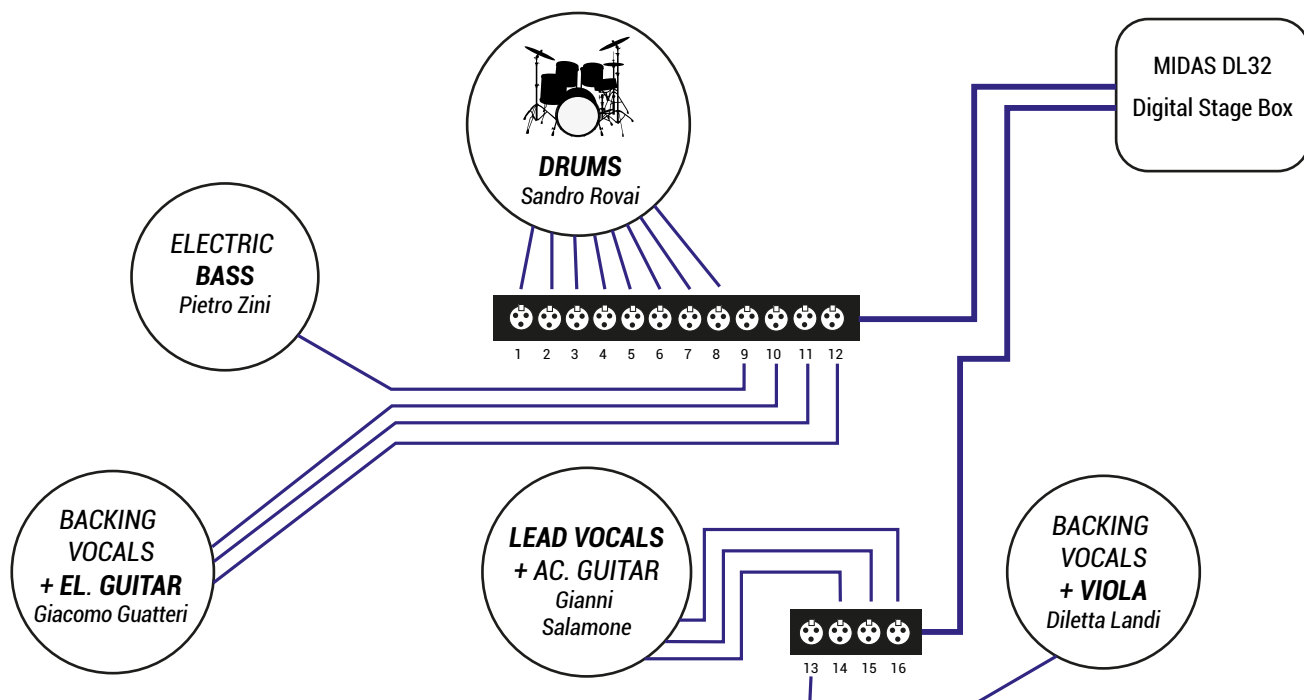 MIDAS DL32
Digital Stage Box
DRUMS
Sandro Rovai
ELECTRIC
BASS
Pietro Zini
1 2 3 4 5 6 7 8 9 10 11 12
BACKING
VOCALS
+ EL. GUITAR
Giacomo Guatteri
LEAD VOCALS
+ AC. GUITAR
Gianni
Salamone
BACKING
VOCALS
+ VIOLA
Diletta Landi
13 14 15 16